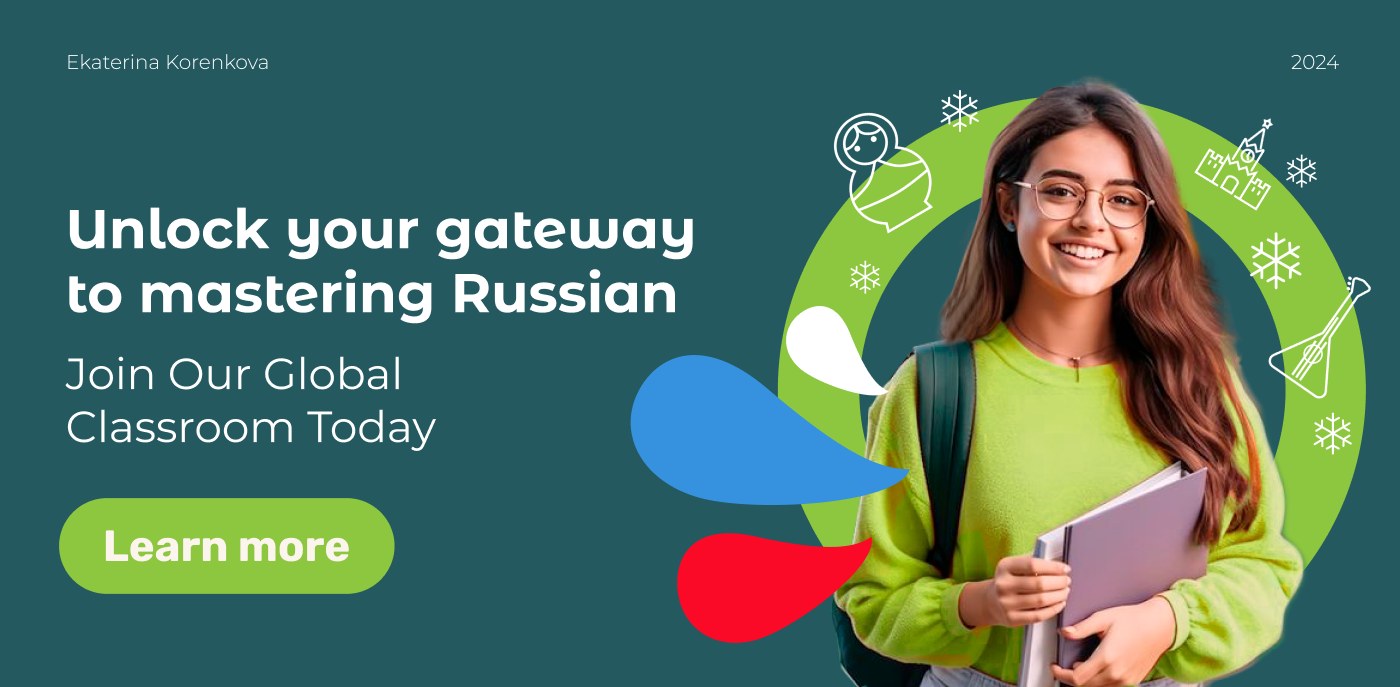 Ekaterina Korenkova
2024
Unlock your gateway
to mastering Russian
Join Our Global
Classroom Today
Learn more